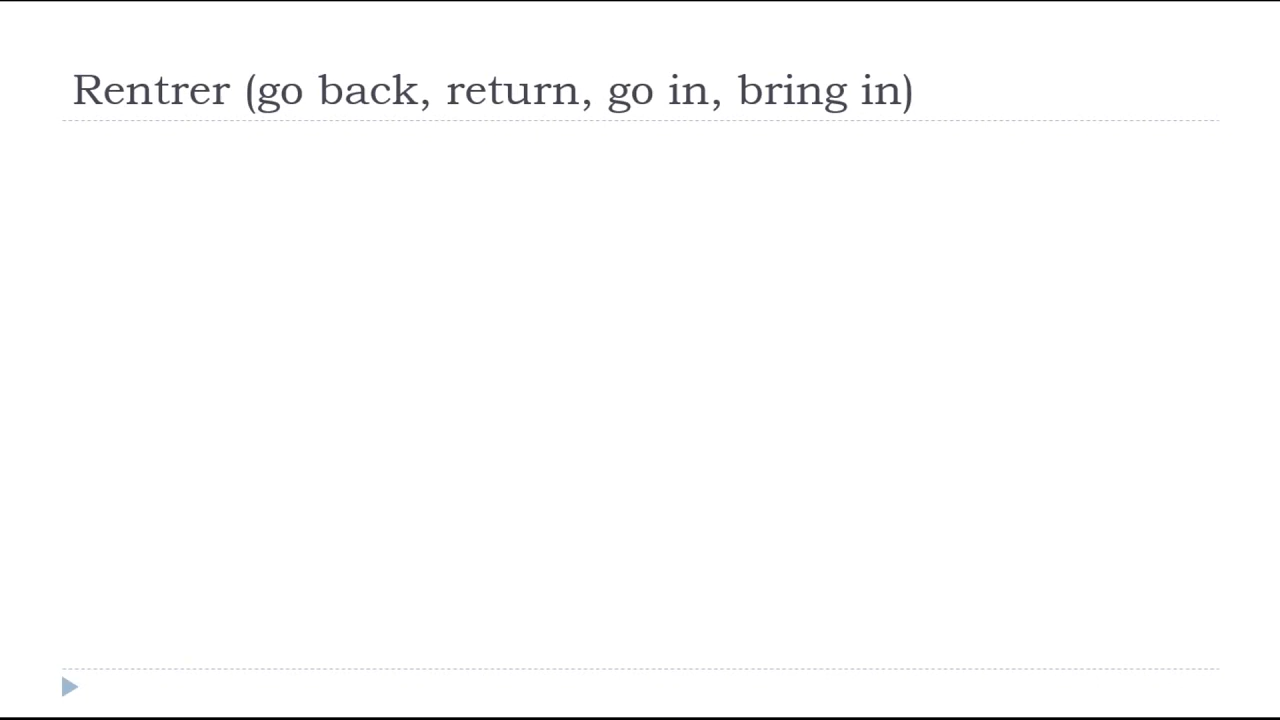 Rentrer (go back, return, go in, bring in)